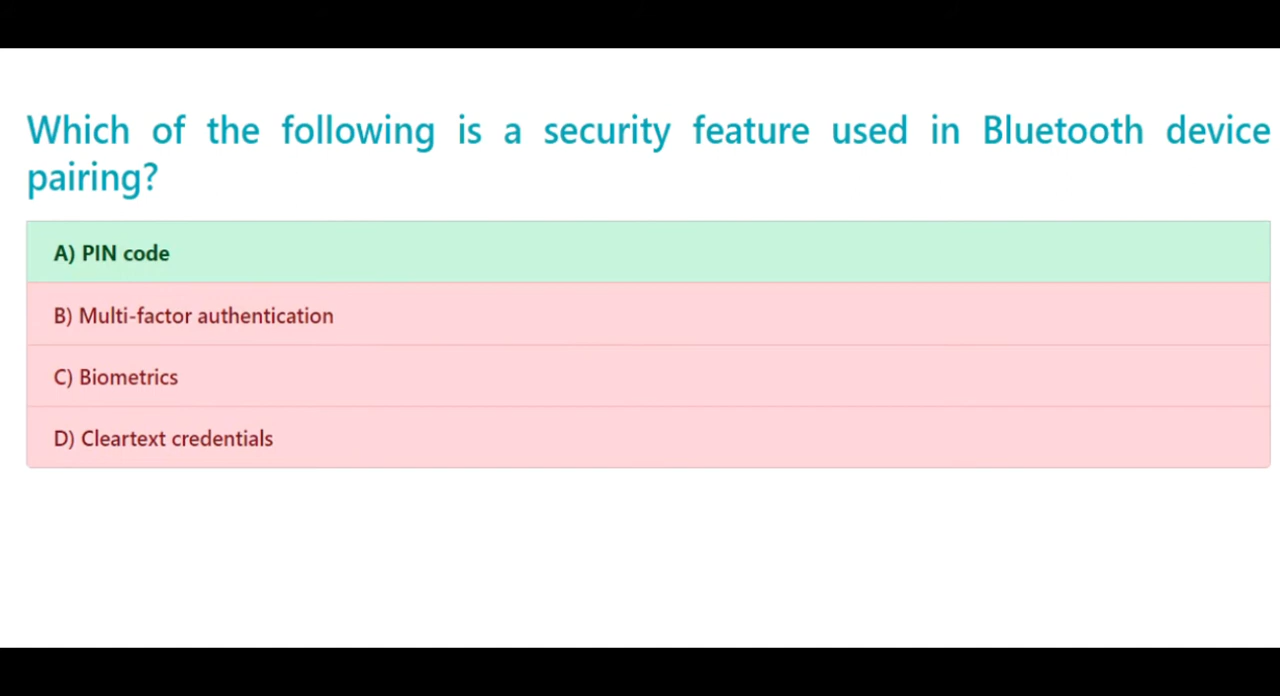 Which of the following is a security feature used in Bluetooth device
pairing?
A) PIN code
B) Multi-factor authentication
C) Biometrics
D) Cleartext credentials